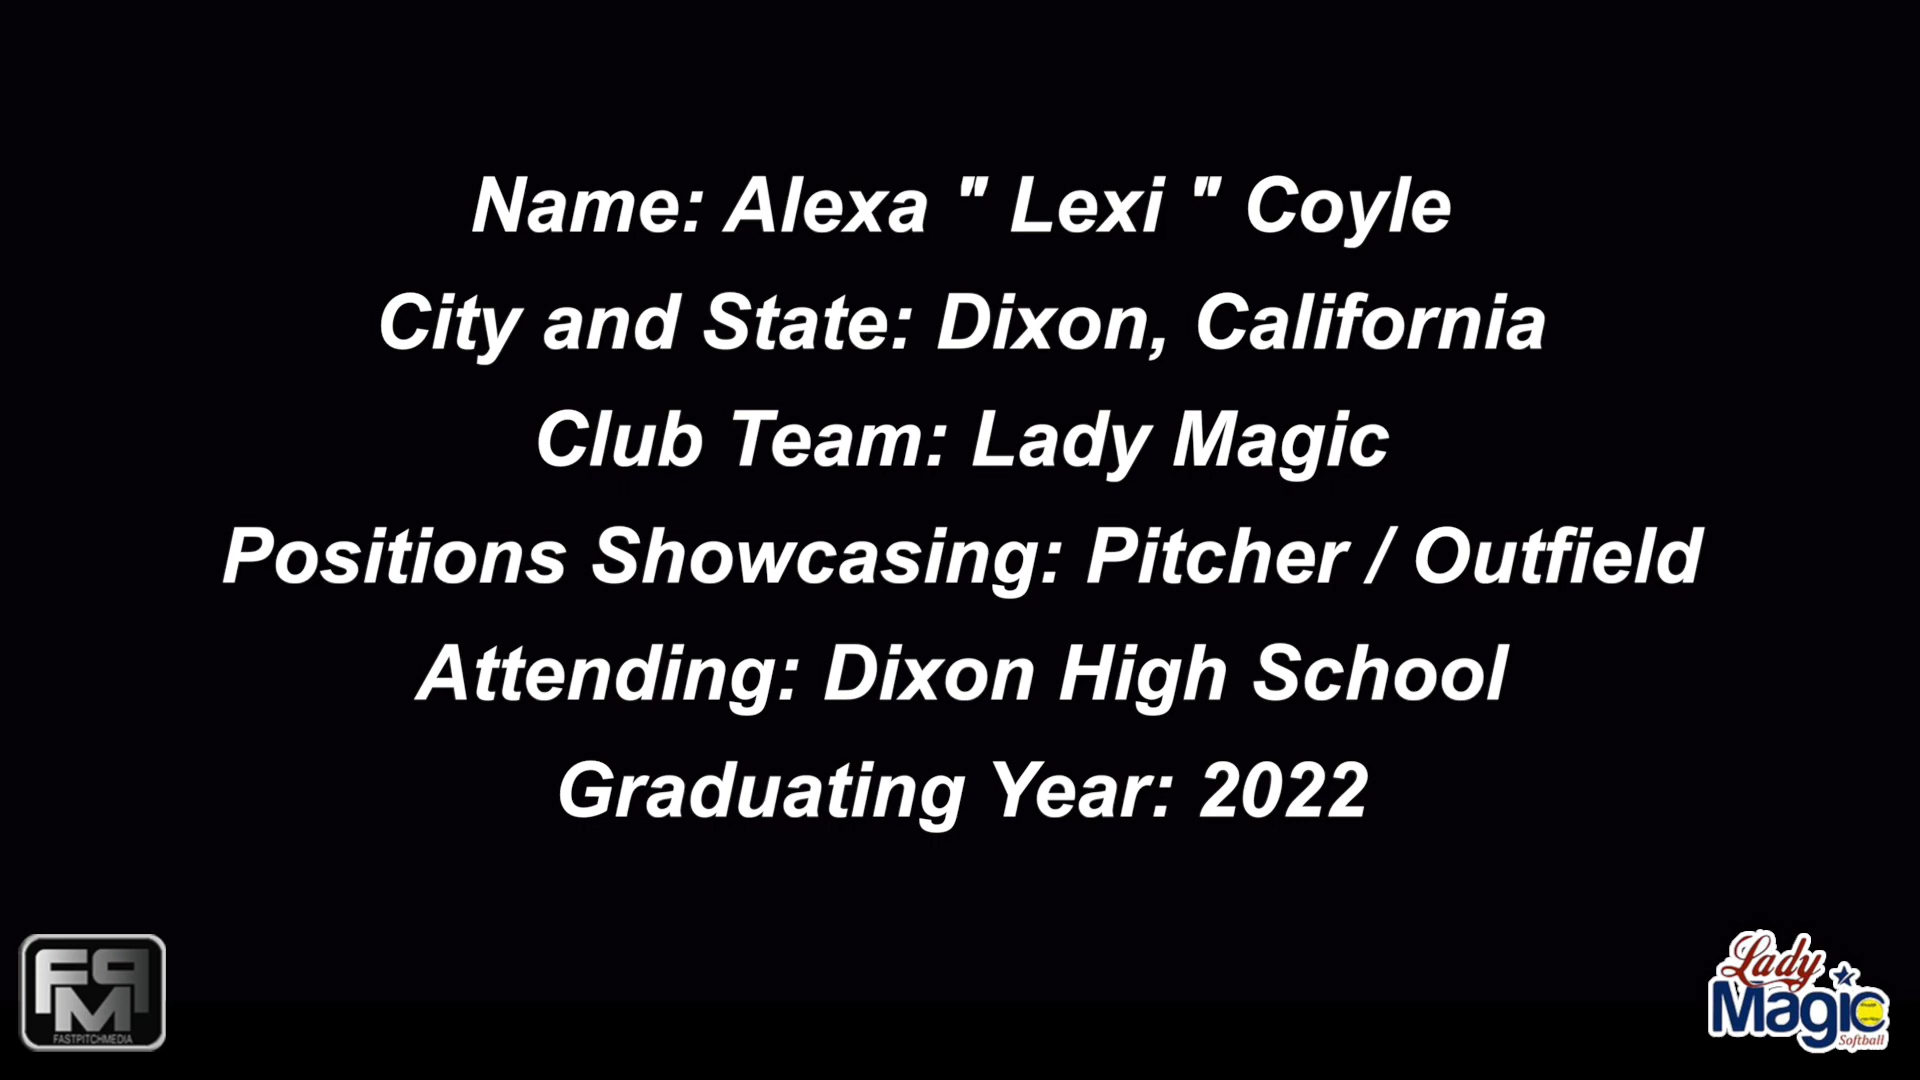 Name: Alexa " Lexi " Coyle
City and State: Dixon, California
Club Team: Lady Magic
Positions Showcasing: Pitcher / Outfield
Attending: Dixon High School
Graduating Year: 2022
FPM
FASTPITCHMEDIA
Lady
Magic
Softball